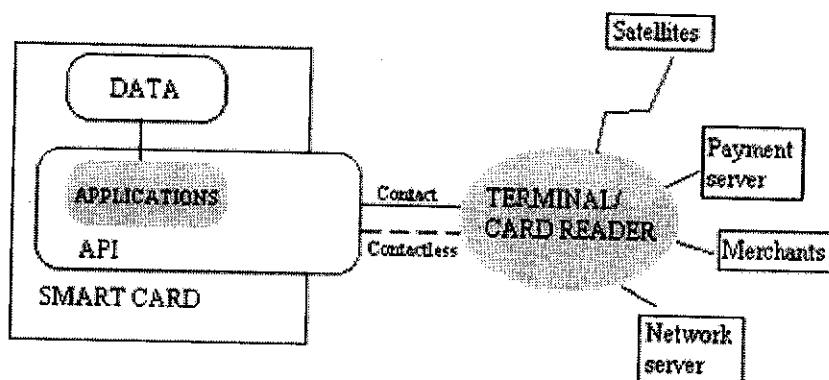 DATA
APPLICATIONS
API
SMART CARD
Contact
Contactless
TERMINAL/
CARD READER
Satellites
Payment
server
Merchants
Network
server